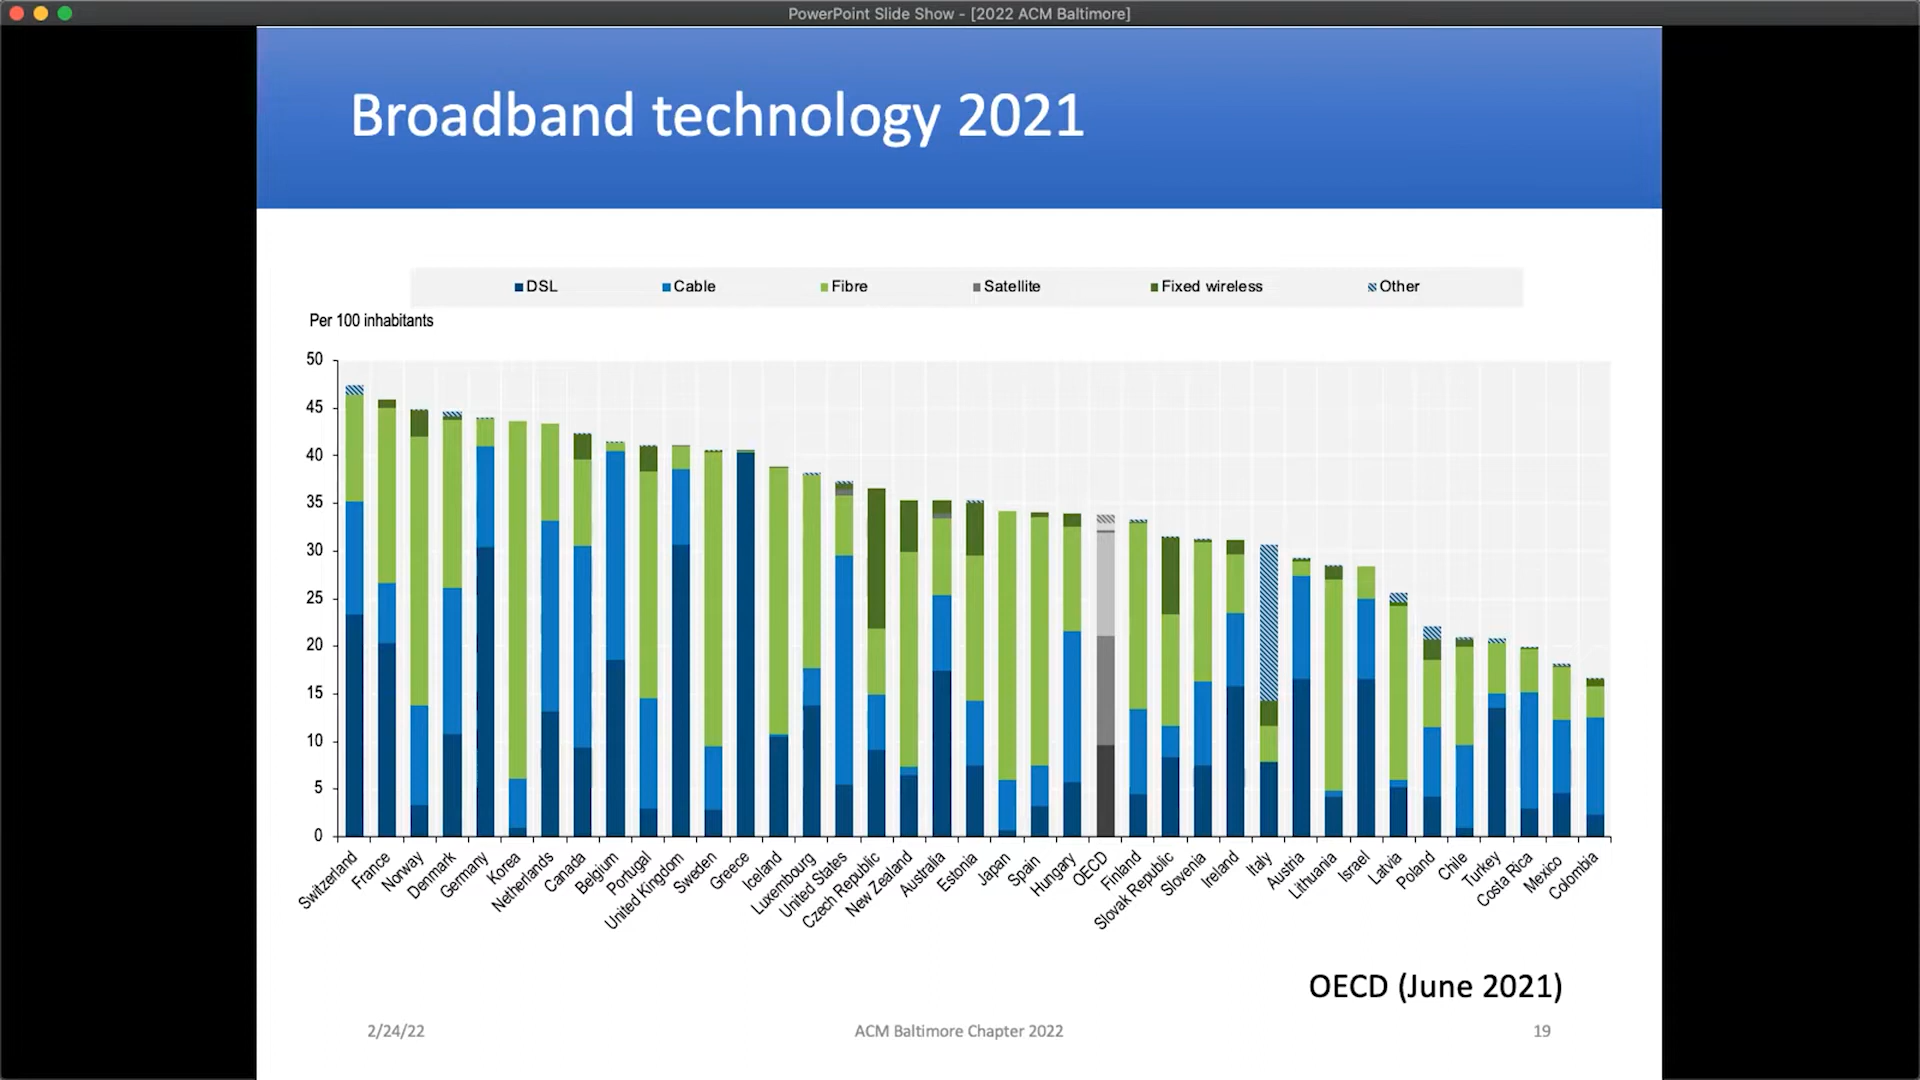 PowerPoint Slide Show - [2022 ACM Baltimore]
Broadband technology 2021
DSL Cable Fibre Satellite Fixed wireless Other
Per 100 inhabitants
50
45
40
35
30
25
20
15
10
5
0
Switzerland France Norway Denmark Germany Korea Netherlands Canada Belgium Portugal United Kingdom Sweden Greece Iceland Luxembourg United States Czech Republic New Zealand Australia Estonia Japan Spain Hungary OECD Finland Slovak Republic Slovenia Ireland Italy Austria Lithuania Israel Latvia Poland Chile Turkey Costa Rica Mexico Colombia
OECD (June 2021)
2/24/22 ACM Baltimore Chapter 2022 19